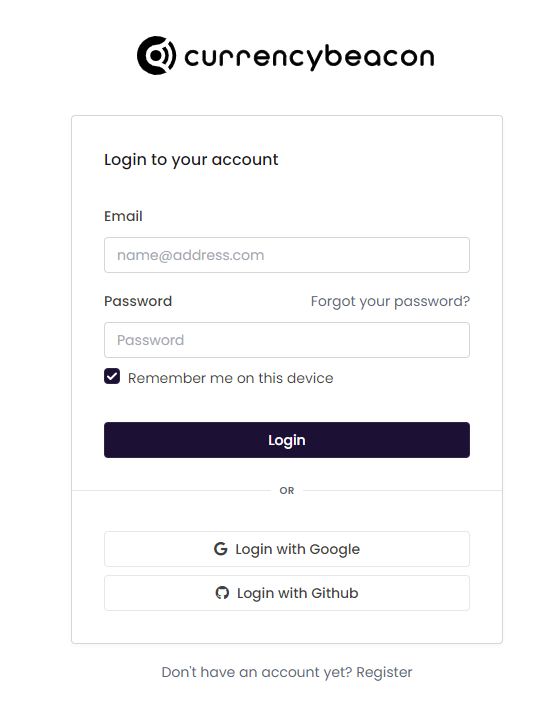 currencybeacon
Login to your account
Email
name@address.com
Password
Forgot your password?
Password
Remember me on this device
Login
OR
Login with Google
Login with Github
Don't have an account yet? Register